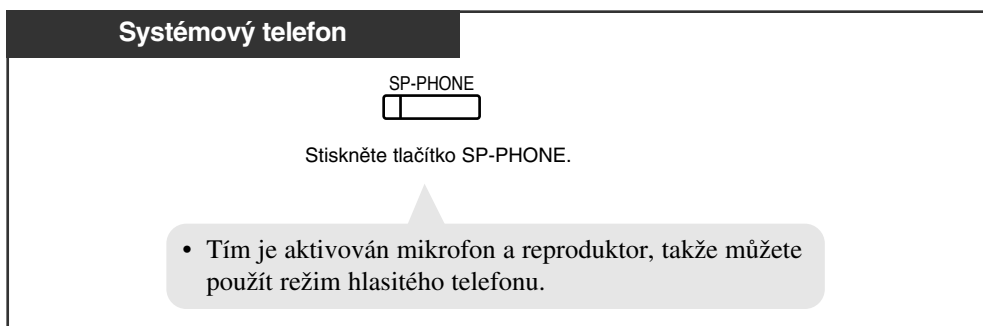 Systémový telefon
SP-PHONE
Stiskněte tlačítko SP-PHONE.
• Tím je aktivován mikrofon a reproduktor, takže můžete
použít režim hlasitého telefonu.